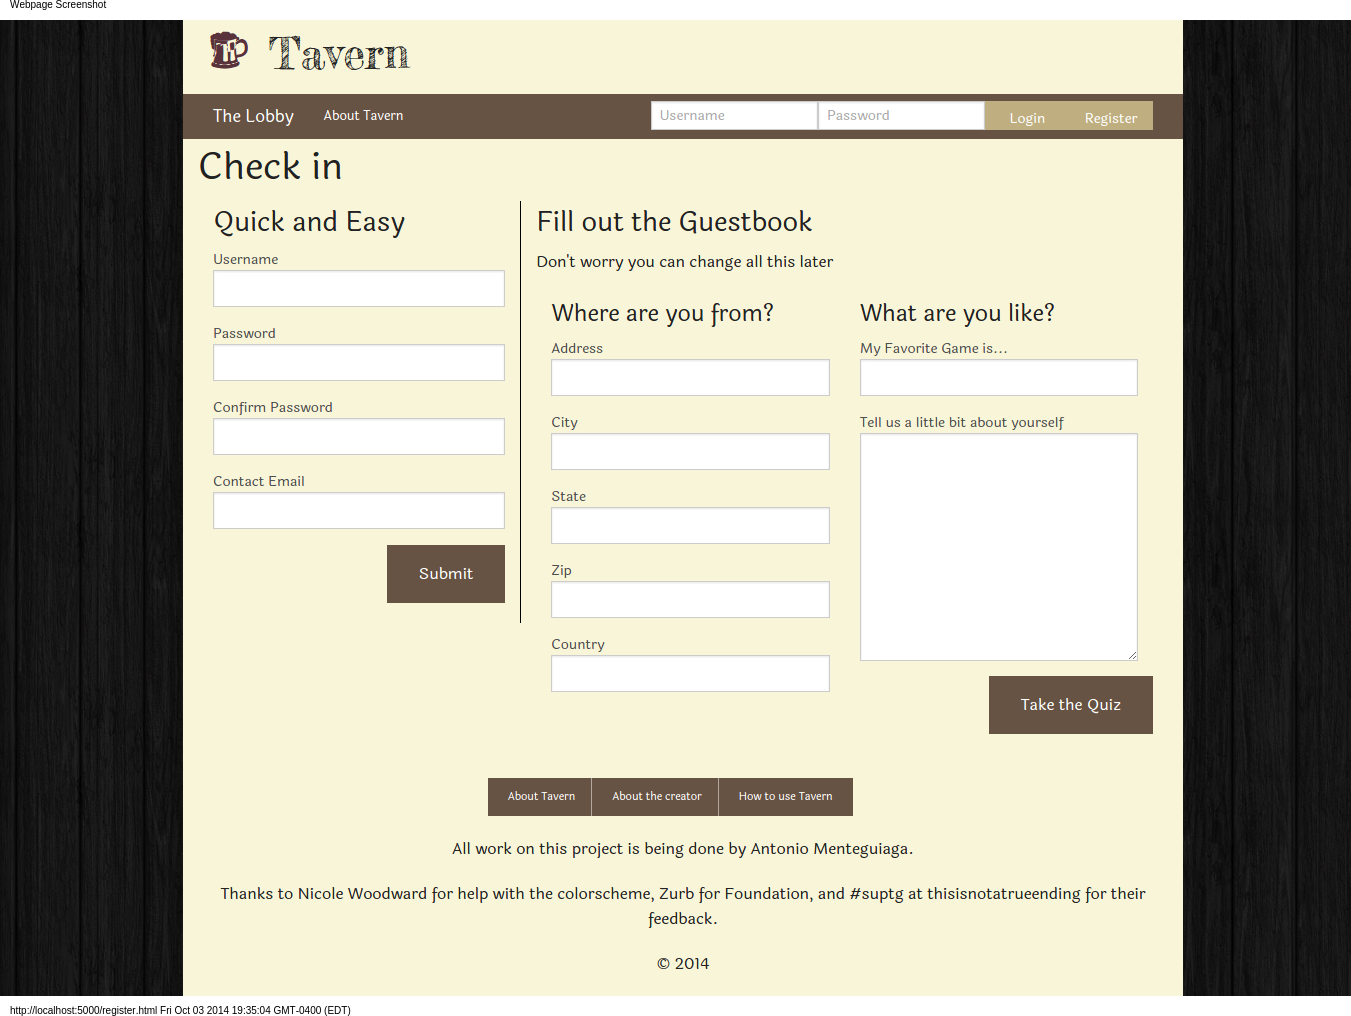 Webpage Screenshot
Tavern
The Lobby
About Tavern
Username
Password
Login
Register
Check in
Quick and Easy
Username
Password
Confirm Password
Contact Email
Submit
Fill out the Guestbook
Don't worry you can change all this later
Where are you from?
Address
City
State
Zip
Country
What are you like?
My Favorite Game is...
Tell us a little bit about yourself
Take the Quiz
About Tavern
About the creator
How to use Tavern
All work on this project is being done by Antonio Menteguiaga.
Thanks to Nicole Woodward for help with the colorscheme, Zurb for Foundation, and #suptg at thisisnotatrueending for their
feedback.
© 2014
http://localhost:5000/register.html Fri Oct 03 2014 19:35:04 GMT-0400 (EDT)